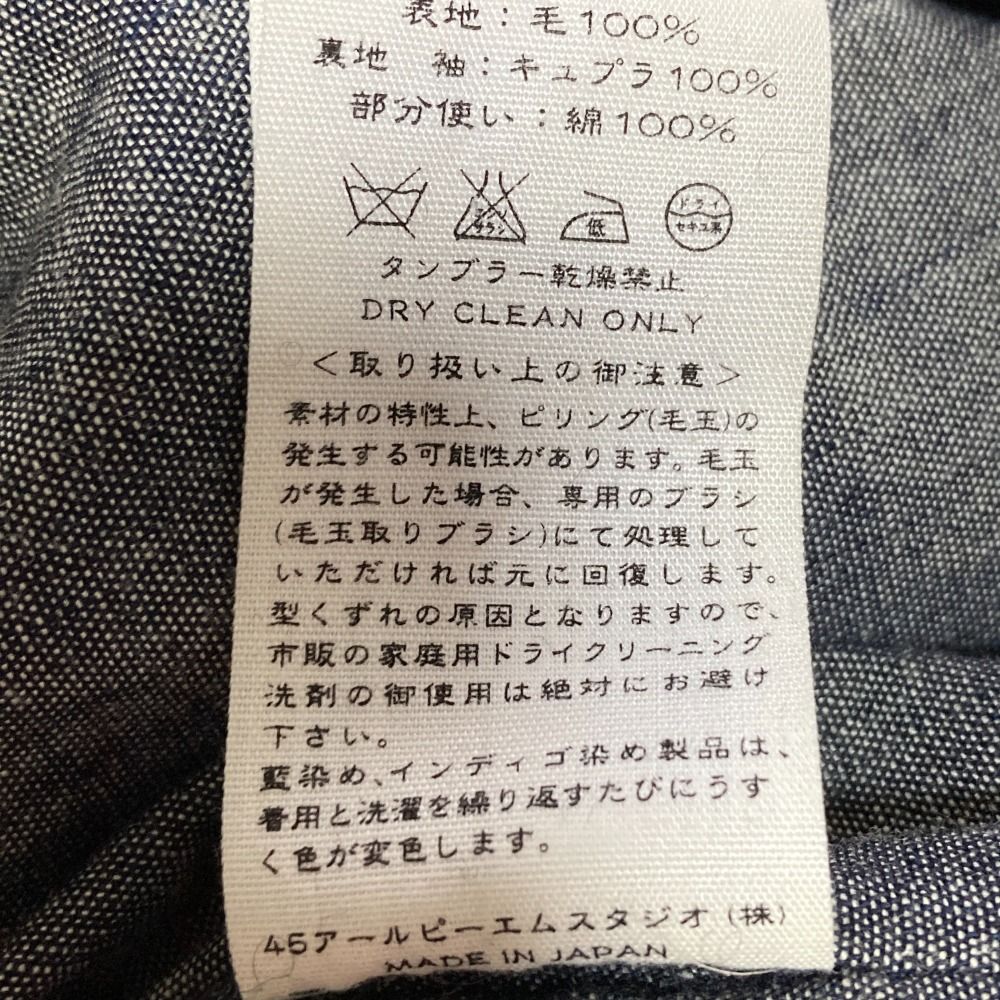 表地：毛100%
裏地　袖：キュプラ100%
部分使い：綿100%
低
ドライ
セキユ系
タンブラー乾燥禁止
DRY CLEAN ONLY
＜取り扱い上の御注意＞
素材の特性上、ピリング(毛玉)の
発生する可能性があります。毛玉
が発生した場合、専用のブラシ
(毛玉取りブラシ)にて処理して
いただければ元に回復します。
型くずれの原因となりますので、
市販の家庭用ドライクリーニング
洗剤の御使用は絶対にお避け
下さい。
藍染め、インディゴ染め製品は、
着用と洗濯を繰り返すたびにうす
く色が変色します。
45アールピーエムスタジオ(株)
MADE IN JAPAN